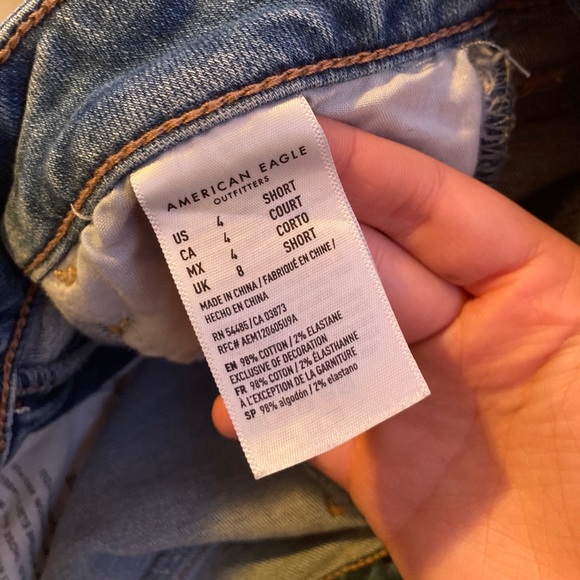 AMERICAN EAGLE
OUTFITTERS
US 4 SHORT
CA 4 COURT
MX 4 CORTO
UK 8 SHORT
MADE IN CHINA / FABRIQUÉ EN CHINE /
HECHO EN CHINA
RN 54485 / CA 03873
RFC# AEM120605U9A
EN 98% COTTON / 2% ELASTANE
EXCLUSIVE OF DECORATION
FR 98% COTON / 2% ÉLASTHANNE
À L'EXCEPTION DE LA GARNITURE
SP 98% algodón / 2% elastano